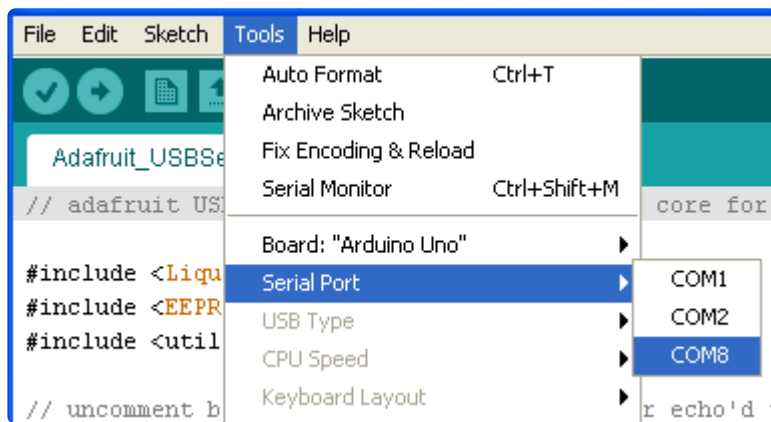 File Edit Sketch Tools Help
Auto Format Ctrl+T
Archive Sketch
Adafruit_USBSe Fix Encoding & Reload
Serial Monitor Ctrl+Shift+M
// adafruit US core for
Board: "Arduino Uno"
#include <Liqu Serial Port COM1
#include <EEPR USB Type COM2
#include <util CPU Speed COM8
Keyboard Layout
// uncomment b r echo'd